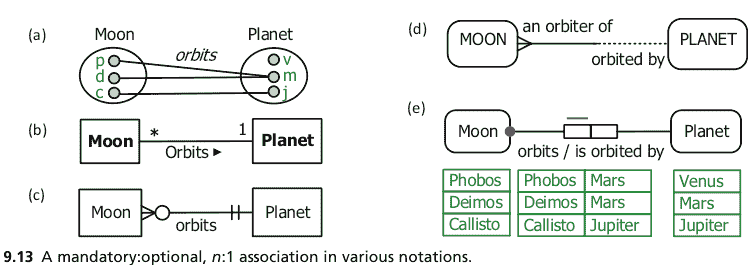 (a)
Moon
Planet
orbits
p
d
c
v
m
j
(b)
Moon
*
1
Planet
Orbits ▸
(c)
Moon
orbits
Planet
(d)
MOON
an orbiter of
orbited by
PLANET
(e)
Moon
Planet
orbits / is orbited by
Phobos
Deimos
Callisto
Phobos Mars
Deimos Mars
Callisto Jupiter
Venus
Mars
Jupiter
9.13 A mandatory:optional, n:1 association in various notations.